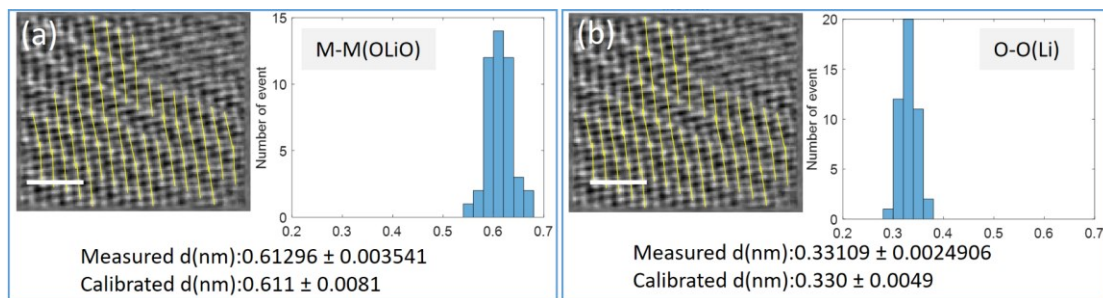 (a)
M-M(OLiO)
Number of event
15
10
5
0
0.2 0.3 0.4 0.5 0.6 0.7
Measured d(nm):0.61296 ± 0.003541
Calibrated d(nm):0.611 ± 0.0081
(b)
O-O(Li)
Number of event
20
15
10
5
0
0.2 0.3 0.4 0.5 0.6 0.7
Measured d(nm):0.33109 ± 0.0024906
Calibrated d(nm):0.330 ± 0.0049